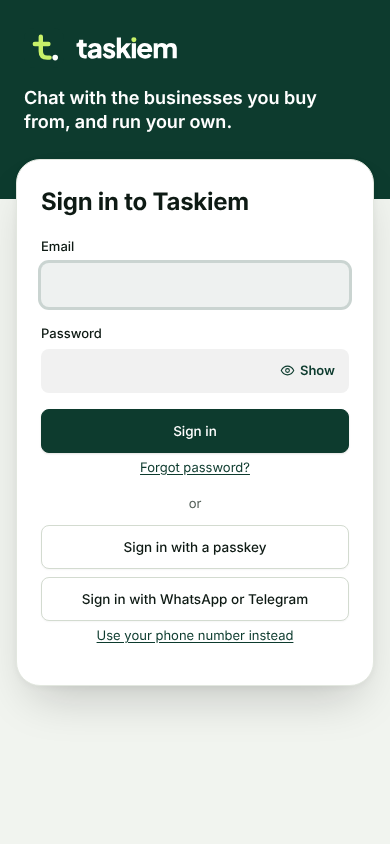 t. taskiem
Chat with the businesses you buy
from, and run your own.
Sign in to Taskiem
Email
Password
Show
Sign in
Forgot password?
or
Sign in with a passkey
Sign in with WhatsApp or Telegram
Use your phone number instead